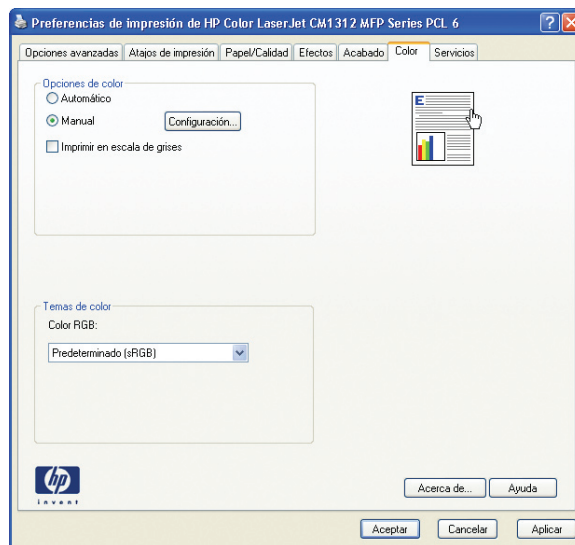 Preferencias de impresión de HP Color LaserJet CM1312 MFP Series PCL 6
Opciones avanzadas Atajos de impresión Papel/Calidad Efectos Acabado Color Servicios
Opciones de color
Automático
Manual Configuración...
Imprimir en escala de grises
E
Temas de color
Color RGB:
Predeterminado (sRGB)
hp
invent
Acerca de... Ayuda
Aceptar Cancelar Aplicar